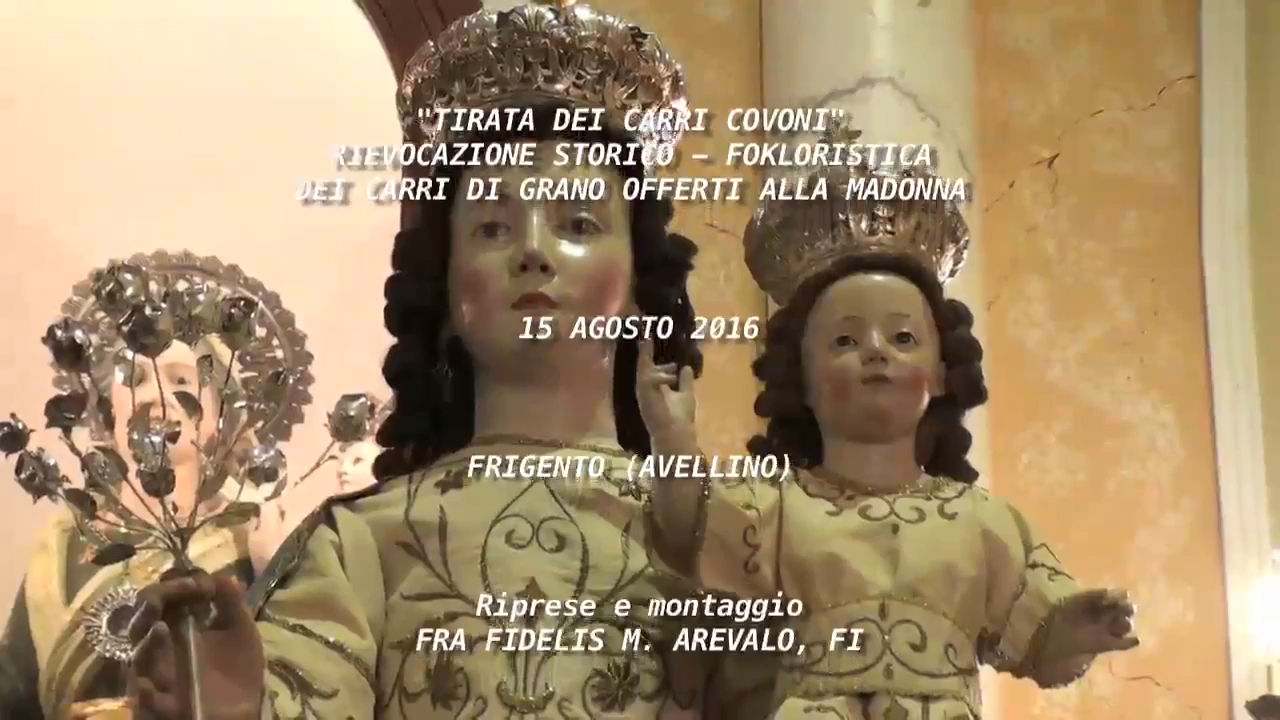 "TIRATA DEI CARRI COVONI"
RIEVOCAZIONE STORICO – FOKLORISTICA
DEI CARRI DI GRANO OFFERTI ALLA MADONNA
15 AGOSTO 2016
FRIGENTO (AVELLINO)
Riprese e montaggio
FRA FIDELIS M. AREVALO, FI